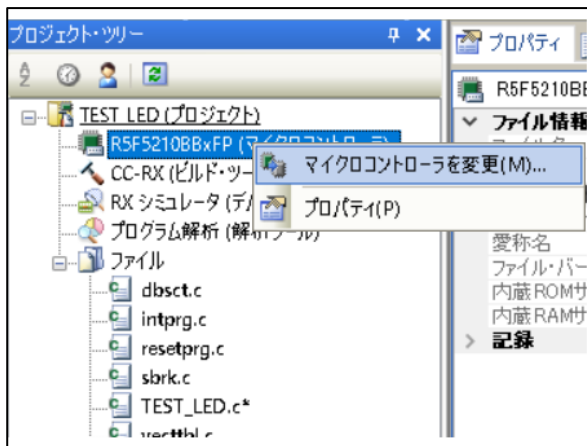 プロジェクト・ツリー
プロパティ
TEST_LED (プロジェクト)
R5F5210BBxFP (マイクロコントローラ)
R5F5210BB
ファイル情報
マイクロコントローラを変更(M)...
CC-RX (ビルド・ツー
RX シミュレータ (デバ
プロパティ(P)
プログラム解析 (解析ツール)
愛称名
ファイル
ファイル・バー
dbsct.c
内蔵ROMサ
intprg.c
内蔵RAMサ
resetprg.c
記録
sbrk.c
TEST_LED.c*
vecttbl.c